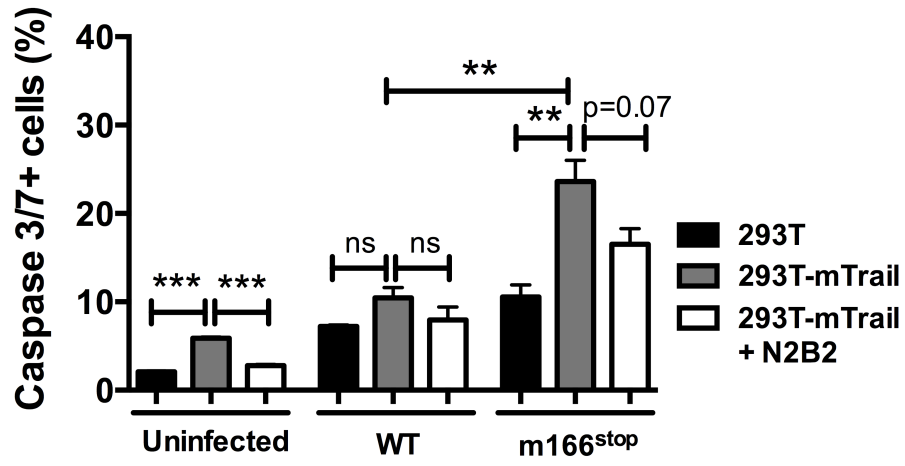 Caspase 3/7+ cells (%)
40
30
20
10
0
**
** p=0.07
ns ns
*** ***
Uninfected WT m166stop
293T
293T-mTrail
293T-mTrail
+ N2B2